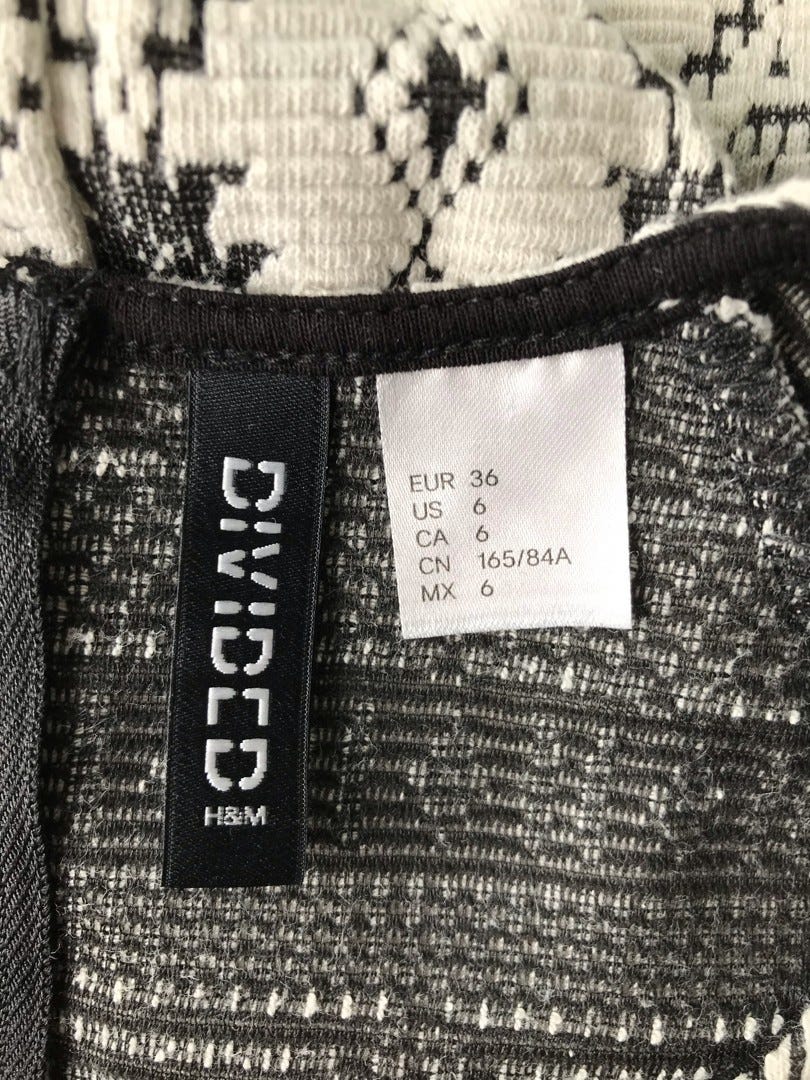 DIVIDED
H&M
EUR 36
US 6
CA 6
CN 165/84A
MX 6